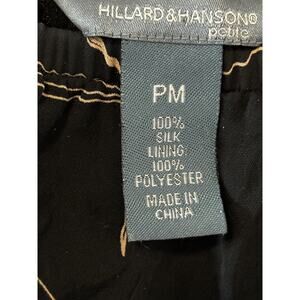 HILLARD & HANSON®
petite
PM
100%
SILK
LINING:
100%
POLYESTER
MADE IN
CHINA